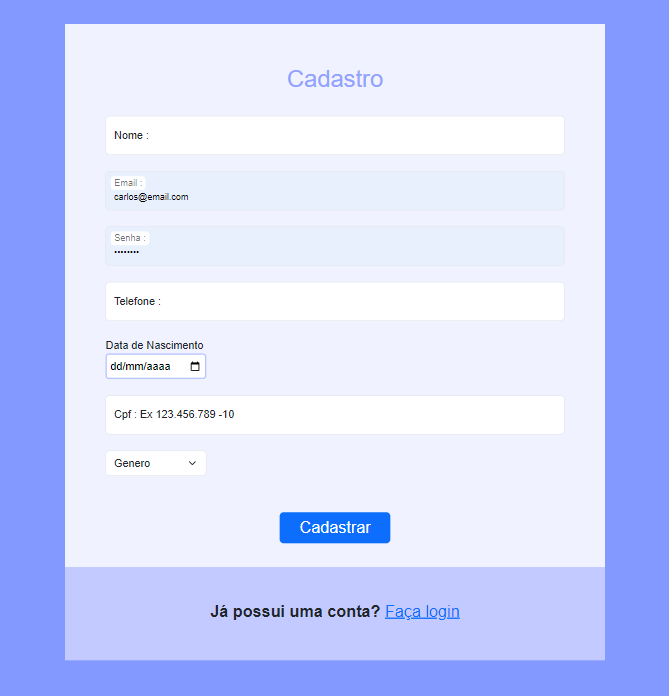 Cadastro
Nome :
Email :
carlos@email.com
Senha :
••••••••
Telefone :
Data de Nascimento
dd/mm/aaaa
Cpf : Ex 123.456.789 -10
Genero
Cadastrar
Já possui uma conta? Faça login